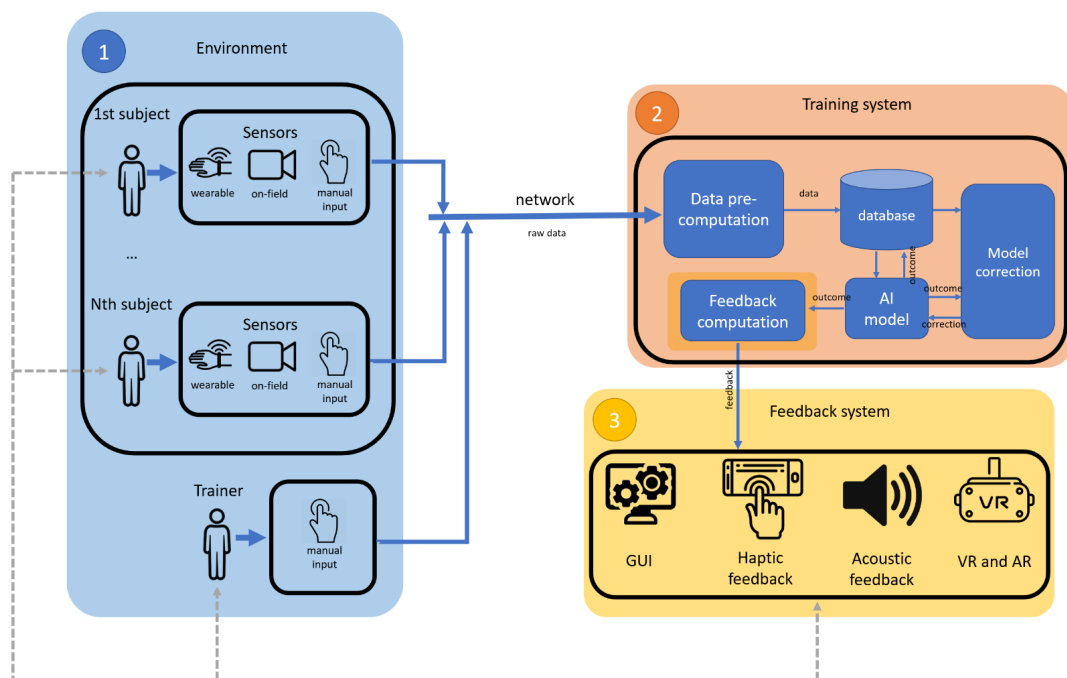 1
Environment
1st subject
Sensors
wearable
on-field
manual
input
...
Nth subject
Sensors
wearable
on-field
manual
input
Trainer
manual
input
network
raw data
2
Training system
Data pre-
computation
data
database
Model
correction
outcome
AI
model
outcome
correction
outcome
Feedback
computation
feedback
3
Feedback system
VR
GUI
Haptic
feedback
Acoustic
feedback
VR and AR